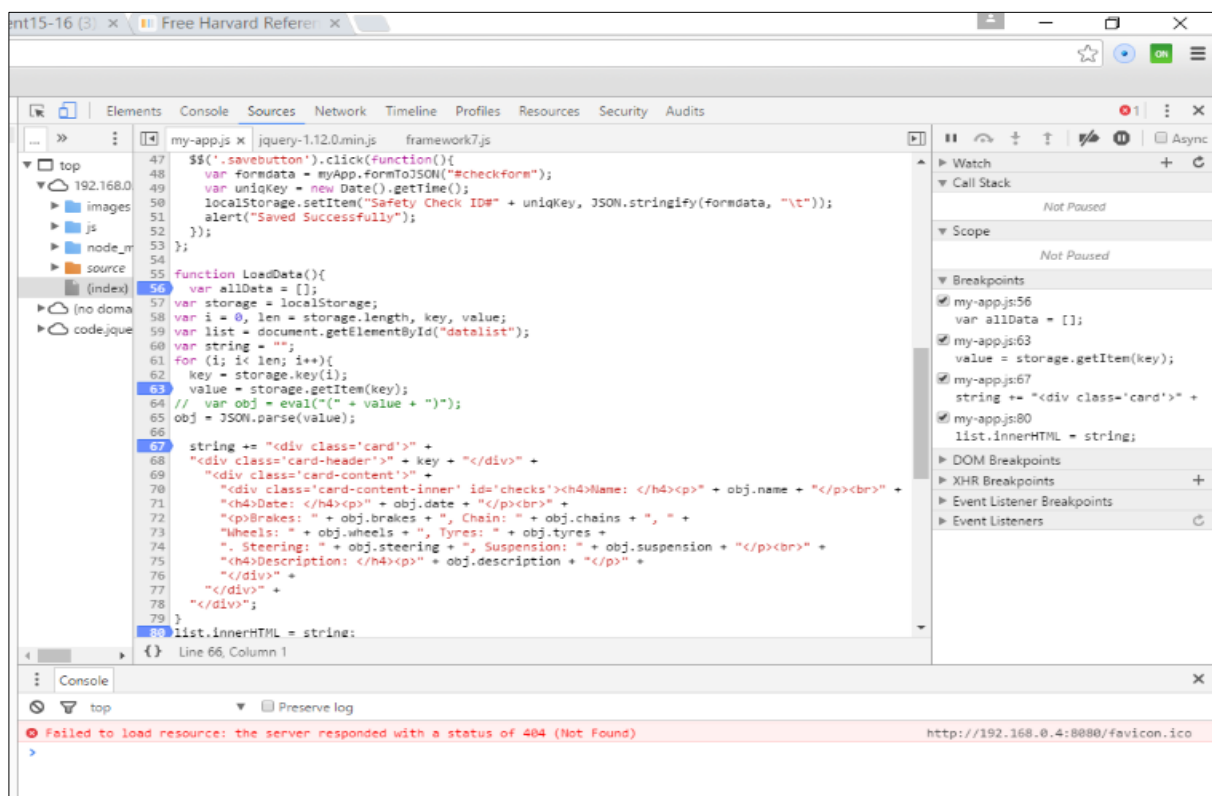 ent15-16 (3) × Free Harvard Referen ×
ON
Elements Console Sources Network Timeline Profiles Resources Security Audits 1
... » my-app.js × jquery-1.12.0.min.js framework7.js Async
top
192.168.0
images
js
node_m
source
(index)
(no doma
code.jque
47 $$('.savebutton').click(function(){
48 var formdata = myApp.formToJSON("#checkform");
49 var uniqKey = new Date().getTime();
50 localStorage.setItem("Safety Check ID#" + uniqKey, JSON.stringify(formdata, "\t"));
51 alert("Saved Successfully");
52 });
53 };
54
55 function LoadData(){
56 var allData = [];
57 var storage = localStorage;
58 var i = 0, len = storage.length, key, value;
59 var list = document.getElementById("datalist");
60 var string = "";
61 for (i; i< len; i++){
62 key = storage.key(i);
63 value = storage.getItem(key);
64 // var obj = eval("(" + value + ")");
65 obj = JSON.parse(value);
66
67 string += "<div class='card'>" +
68 "<div class='card-header'>" + key + "</div>" +
69 "<div class='card-content'>" +
70 "<div class='card-content-inner' id='checks'><h4>Name: </h4><p>" + obj.name + "</p><br>" +
71 "<h4>Date: </h4><p>" + obj.date + "</p><br>" +
72 "<p>Brakes: " + obj.brakes + ", Chain: " + obj.chains + ", " +
73 "Wheels: " + obj.wheels + ", Tyres: " + obj.tyres +
74 ". Steering: " + obj.steering + ", Suspension: " + obj.suspension + "</p><br>" +
75 "<h4>Description: </h4><p>" + obj.description + "</p>" +
76 "</div>" +
77 "</div>" +
78 "</div>";
79 }
80 list.innerHTML = string;
{} Line 66, Column 1
Watch
Call Stack
Not Paused
Scope
Not Paused
Breakpoints
my-app.js:56
var allData = [];
my-app.js:63
value = storage.getItem(key);
my-app.js:67
string += "<div class='card'>" +
my-app.js:80
list.innerHTML = string;
DOM Breakpoints
XHR Breakpoints
Event Listener Breakpoints
Event Listeners
Console
top Preserve log
Failed to load resource: the server responded with a status of 404 (Not Found) http://192.168.0.4:8080/favicon.ico